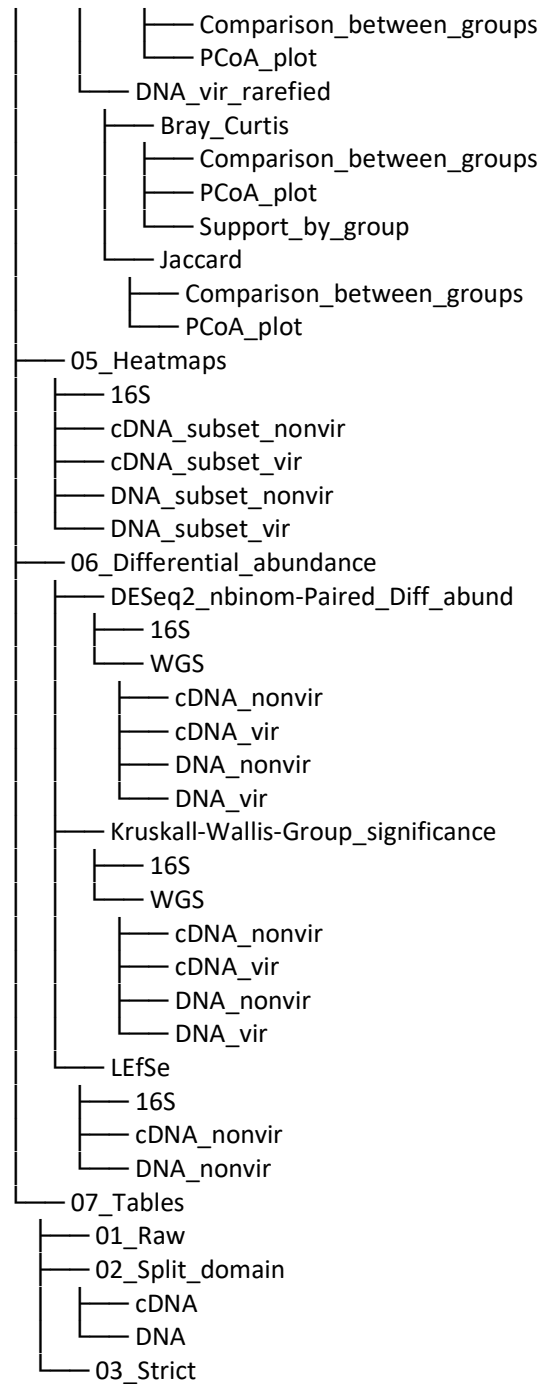 Comparison_between_groups
PCoA_plot
DNA_vir_rarefied
Bray_Curtis
Comparison_between_groups
PCoA_plot
Support_by_group
Jaccard
Comparison_between_groups
PCoA_plot
05_Heatmaps
16S
cDNA_subset_nonvir
cDNA_subset_vir
DNA_subset_nonvir
DNA_subset_vir
06_Differential_abundance
DESeq2_nbinom-Paired_Diff_abund
16S
WGS
cDNA_nonvir
cDNA_vir
DNA_nonvir
DNA_vir
Kruskall-Wallis-Group_significance
16S
WGS
cDNA_nonvir
cDNA_vir
DNA_nonvir
DNA_vir
LEfSe
16S
cDNA_nonvir
DNA_nonvir
07_Tables
01_Raw
02_Split_domain
cDNA
DNA
03_Strict